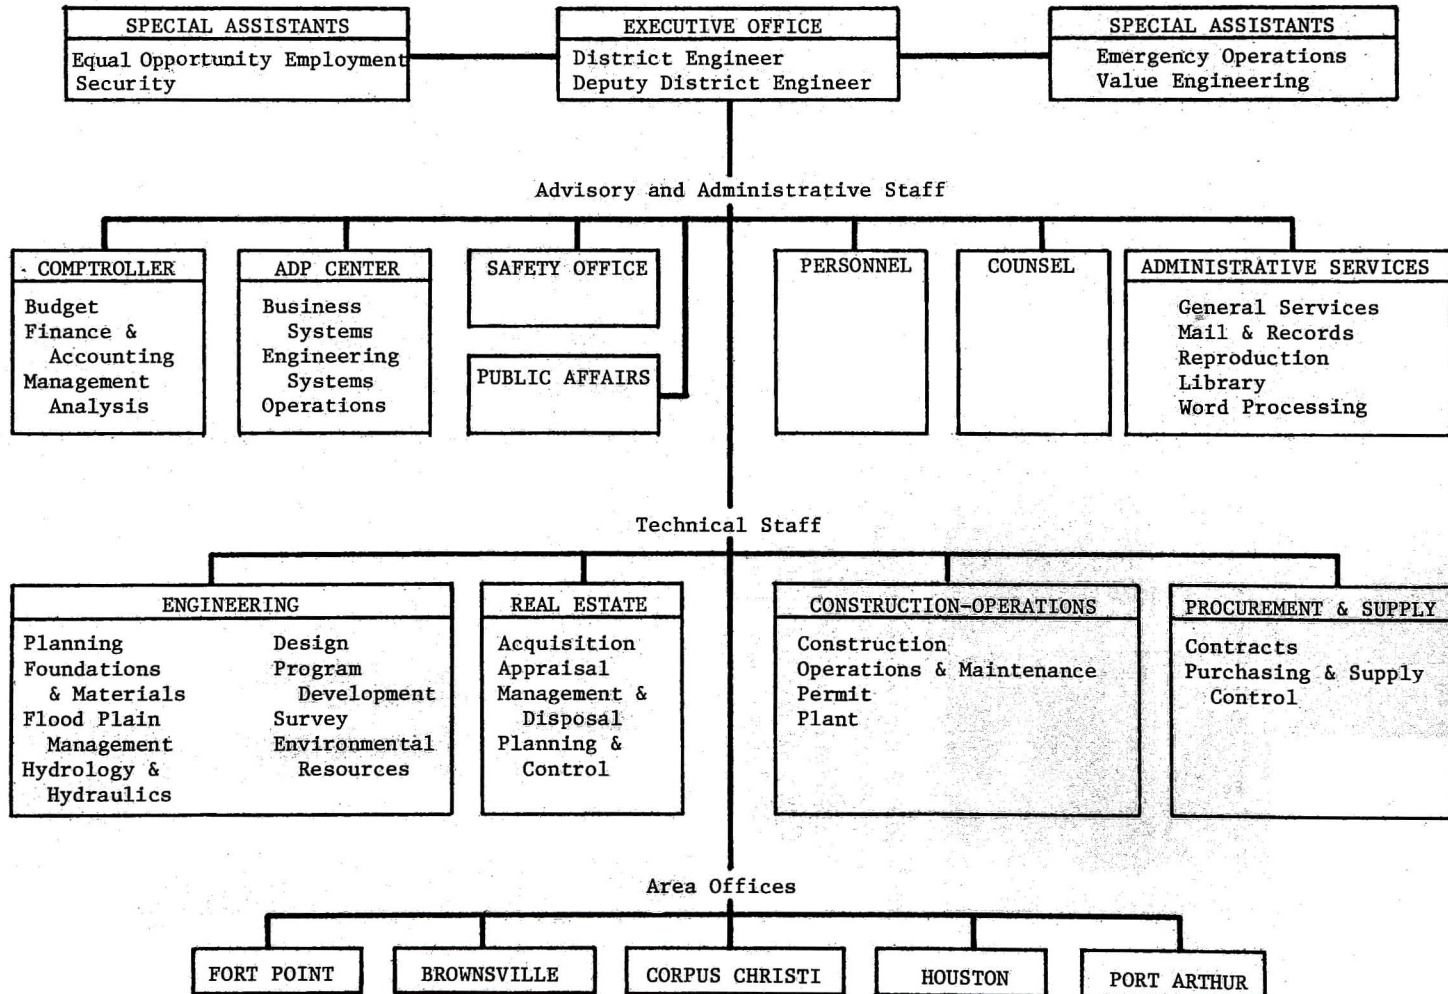 SPECIAL ASSISTANTS
Equal Opportunity Employment
Security
EXECUTIVE OFFICE
District Engineer
Deputy District Engineer
SPECIAL ASSISTANTS
Emergency Operations
Value Engineering
Advisory and Administrative Staff
COMPTROLLER
Budget
Finance &
Accounting
Management
Analysis
ADP CENTER
Business
Systems
Engineering
Systems
Operations
SAFETY OFFICE
PUBLIC AFFAIRS
PERSONNEL
COUNSEL
ADMINISTRATIVE SERVICES
General Services
Mail & Records
Reproduction
Library
Word Processing
Technical Staff
ENGINEERING
Planning
Foundations
& Materials
Flood Plain
Management
Hydrology &
Hydraulics
Design
Program
Development
Survey
Environmental
Resources
REAL ESTATE
Acquisition
Appraisal
Management &
Disposal
Planning &
Control
CONSTRUCTION-OPERATIONS
Construction
Operations & Maintenance
Permit
Plant
PROCUREMENT & SUPPLY
Contracts
Purchasing & Supply
Control
Area Offices
FORT POINT
BROWNSVILLE
CORPUS CHRISTI
HOUSTON
PORT ARTHUR